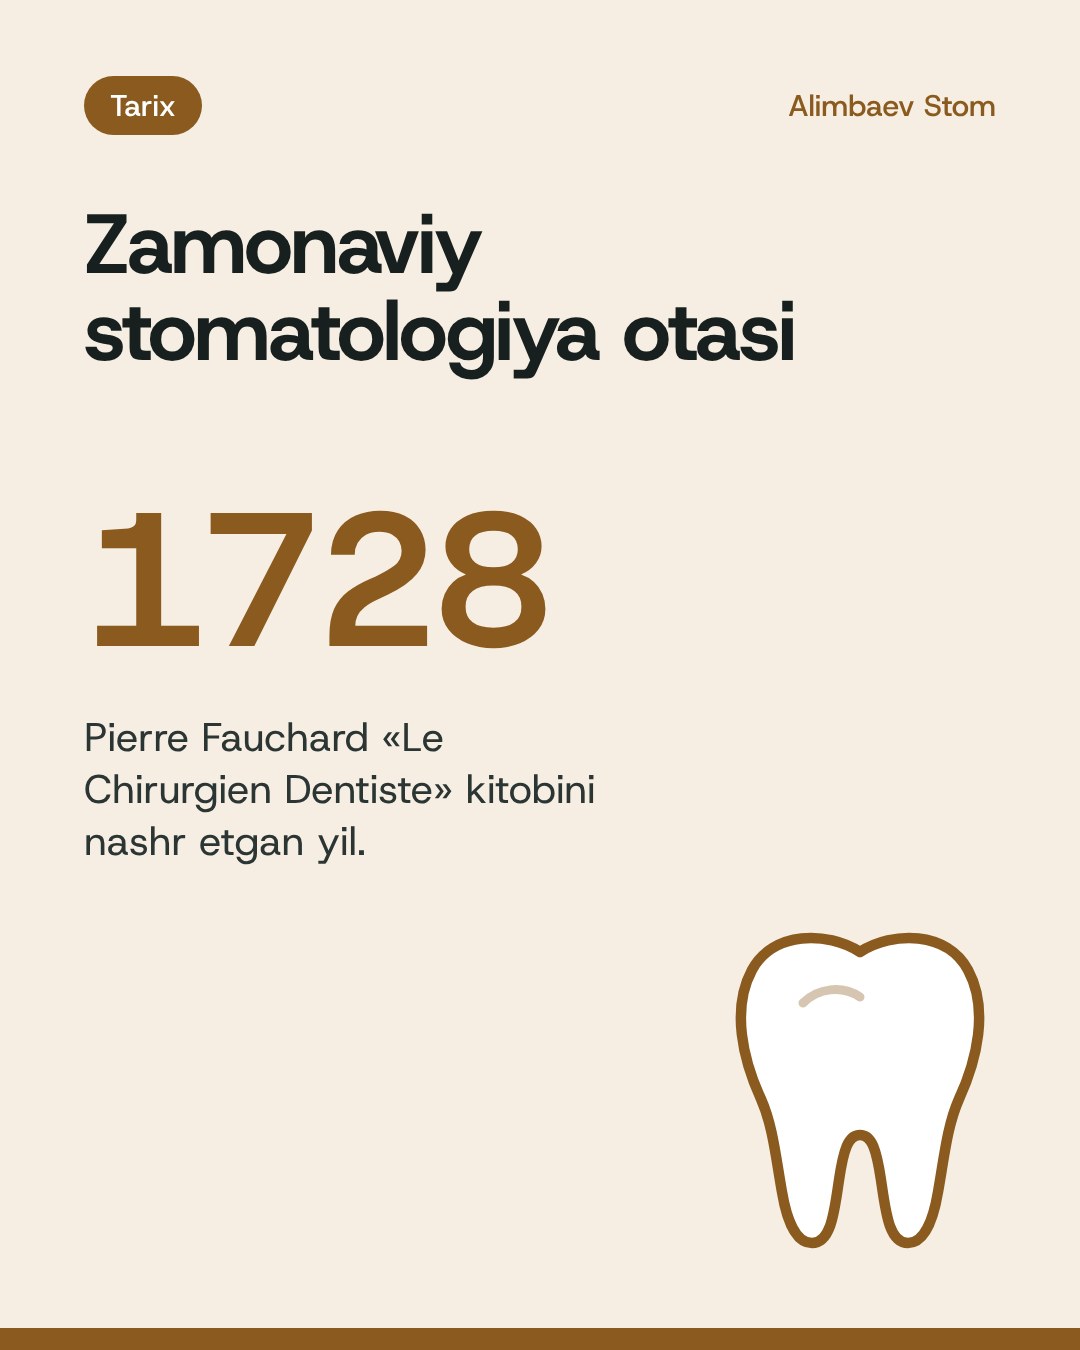 Tarix
Alimbaev Stom
Zamonaviy
stomatologiya otasi
1728
Pierre Fauchard «Le
Chirurgien Dentiste» kitobini
nashr etgan yil.